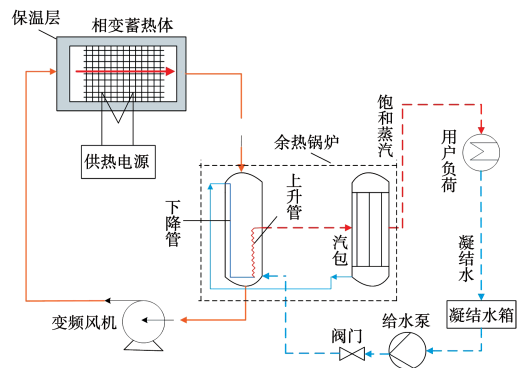 保温层
相变蓄热体
供热电源
余热锅炉
饱和蒸汽
用户负荷
下降管
上升管
汽包
凝结水
凝结水箱
变频风机
阀门
给水泵